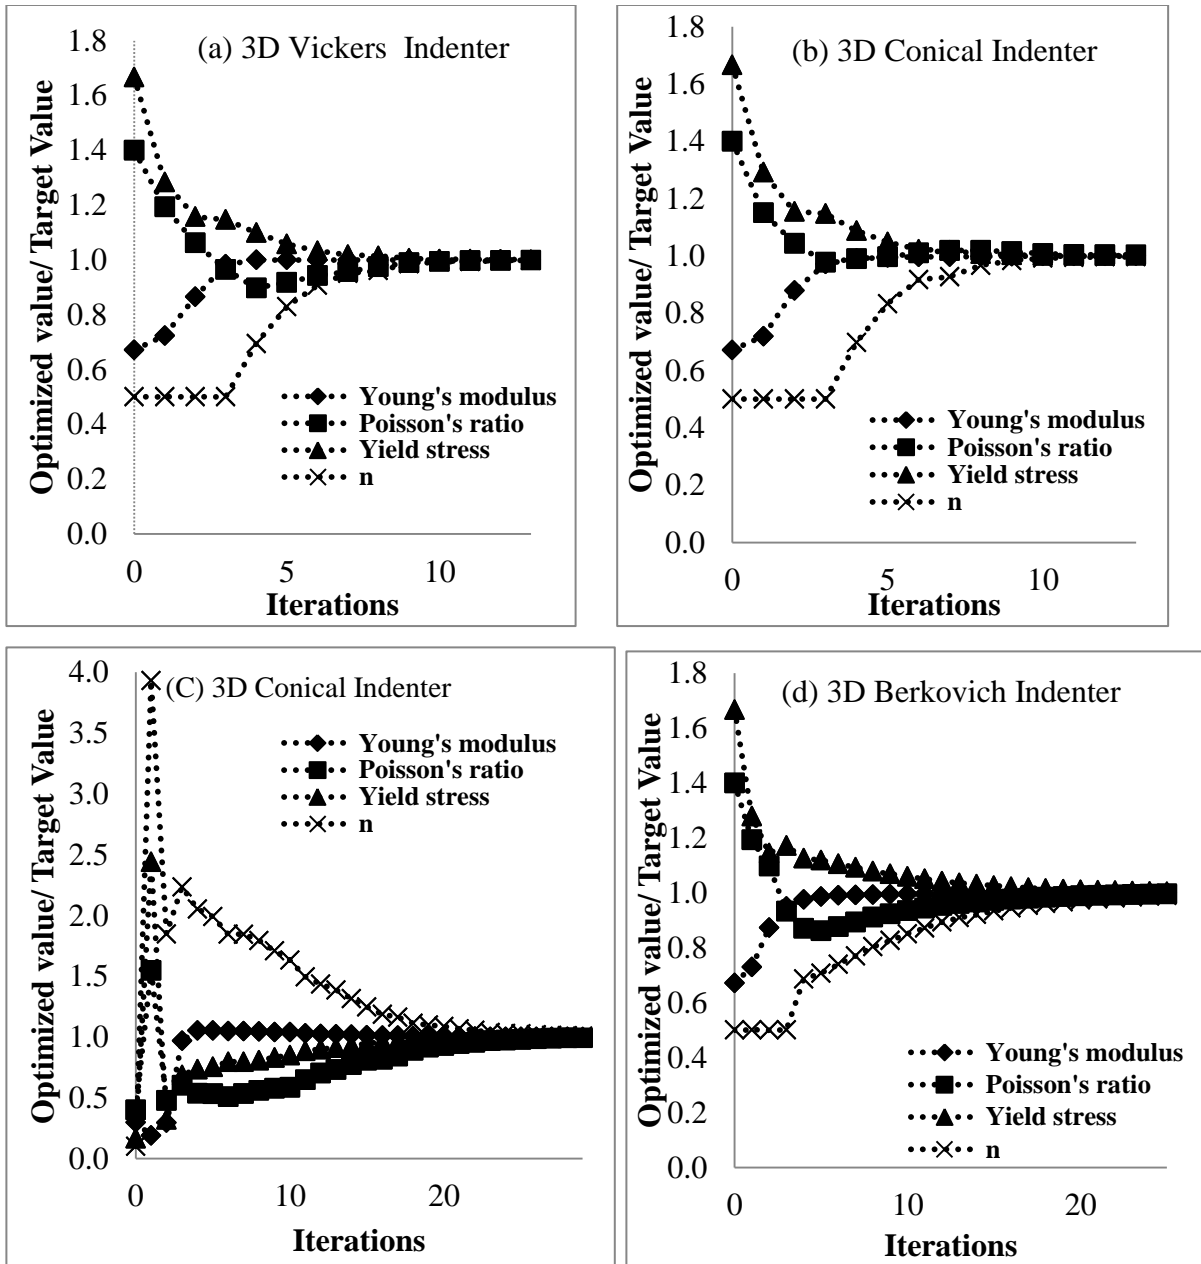 (a) 3D Vickers  Indenter
Optimized value/ Target Value
1.8
1.6
1.4
1.2
1.0
0.8
0.6
0.4
0.2
0.0
Young's modulus
Poisson's ratio
Yield stress
n
0 5 10
Iterations
(b) 3D Conical Indenter
Optimized value/ Target Value
1.8
1.6
1.4
1.2
1.0
0.8
0.6
0.4
0.2
0.0
Young's modulus
Poisson's ratio
Yield stress
n
0 5 10
Iterations
(C) 3D Conical Indenter
Optimized value/ Target Value
4.0
3.5
3.0
2.5
2.0
1.5
1.0
0.5
0.0
Young's modulus
Poisson's ratio
Yield stress
n
0 10 20
Iterations
(d) 3D Berkovich Indenter
Optimized value/ Target Value
1.8
1.6
1.4
1.2
1.0
0.8
0.6
0.4
0.2
0.0
Young's modulus
Poisson's ratio
Yield stress
n
0 10 20
Iterations